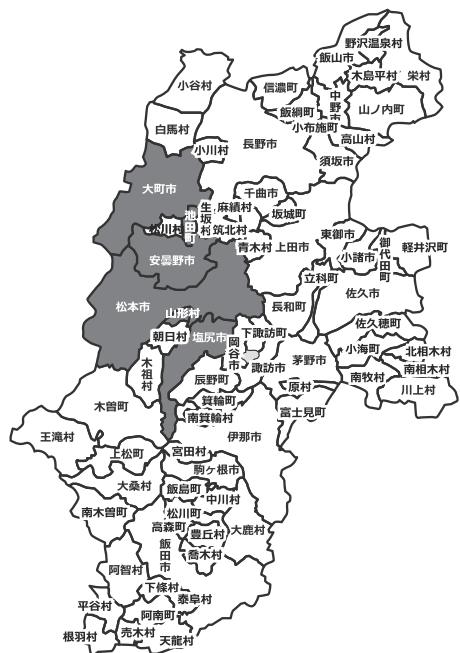 野沢温泉村
飯山市
木島平村
栄村
小谷村
信濃町
中野市
山ノ内町
飯綱町
小布施町
白馬村
高山村
小川村
長野市
須坂市
大町市
千曲市
生坂村
麻績村
坂城町
池田町
松川村
筑北村
東御市
御代田町
軽井沢町
青木村
上田市
小諸市
安曇野市
立科町
佐久市
松本市
山形村
長和町
佐久穂町
朝日村
塩尻市
下諏訪町
岡谷市
小海町
北相木村
木祖村
諏訪市
茅野市
南相木村
南牧村
辰野町
原村
川上村
木曽町
箕輪町
南箕輪村
富士見町
王滝村
伊那市
上松町
宮田村
駒ヶ根市
大桑村
飯島町
中川村
南木曽町
松川町
高森町
大鹿村
豊丘村
飯田市
喬木村
阿智村
下條村
泰阜村
平谷村
阿南町
根羽村
売木村
天龍村